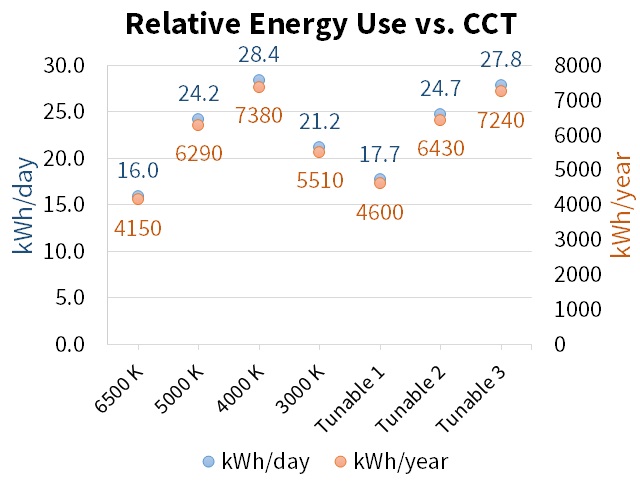 Relative Energy Use vs. CCT
kWh/day
30.0
25.0
20.0
15.0
10.0
5.0
0.0
16.0
24.2
28.4
21.2
17.7
24.7
27.8
4150
6290
7380
5510
4600
6430
7240
8000
7000
6000
5000
4000
3000
2000
1000
0
kWh/year
6500 K
5000 K
4000 K
3000 K
Tunable 1
Tunable 2
Tunable 3
kWh/day
kWh/year